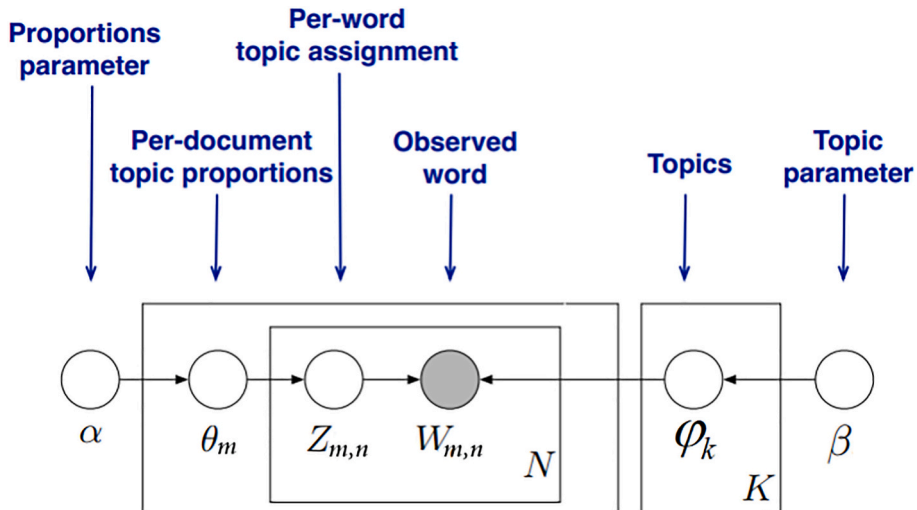 Proportions
parameter
Per-word
topic assignment
Per-document
topic proportions
Observed
word
Topics
Topic
parameter
α
θm
Zm,n
Wm,n
N
φk
K
β